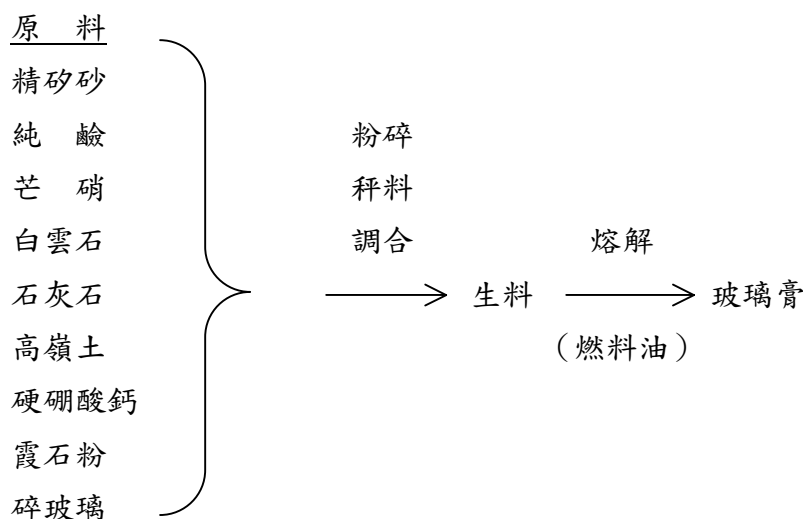 原　料
精矽砂
純　鹼
芒　硝
白雲石
石灰石
高嶺土
硬硼酸鈣
霞石粉
碎玻璃
粉碎
秤料
調合
生料
熔解
（燃料油）
玻璃膏